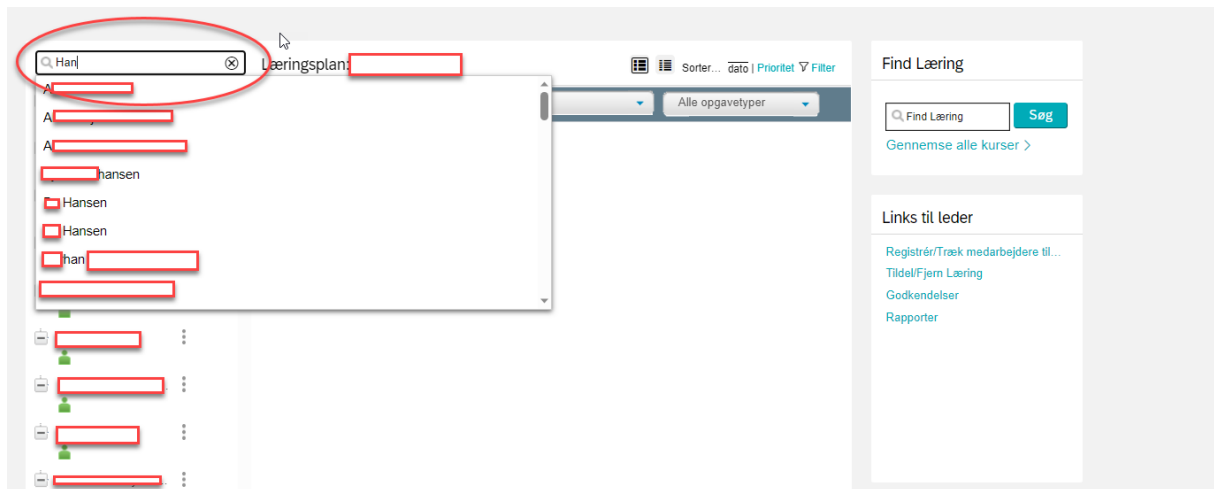 Han
Læringsplan:
Sorter... dato | Prioritet Filter
Alle opgavetyper
A
A
A
hansen
Hansen
Hansen
han
Find Læring
Find Læring
Søg
Gennemse alle kurser >
Links til leder
Registrér/Træk medarbejdere til...
Tildel/Fjern Læring
Godkendelser
Rapporter